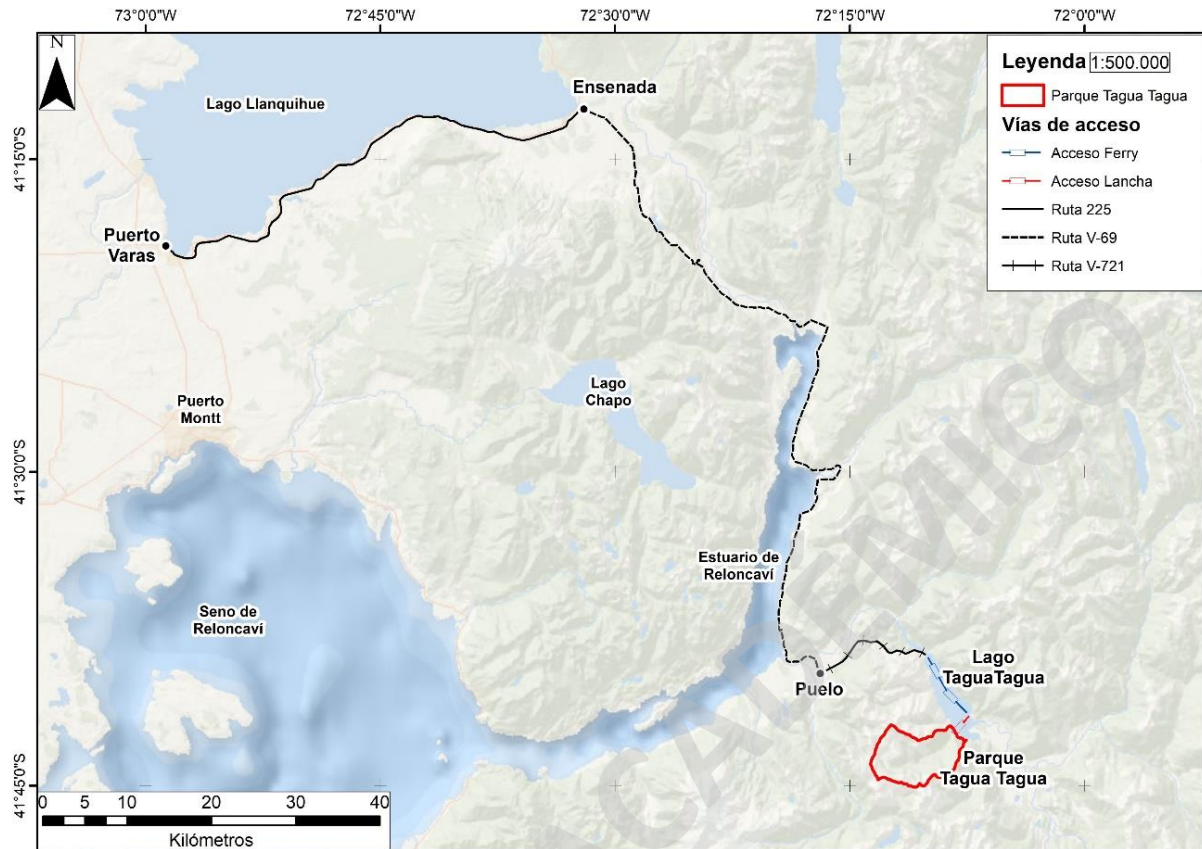 73°0'0"W
72°45'0"W
72°30'0"W
72°15'0"W
72°0'0"W
N
Leyenda 1:500.000
Parque Tagua Tagua
Vías de acceso
Acceso Ferry
Acceso Lancha
Ruta 225
Ruta V-69
Ruta V-721
Ensenada
Lago Llanquihue
41°15'0"S
Puerto
Varas
Lago
Chapo
Puerto
Montt
41°30'0"S
Estuario de
Reloncaví
Seno de
Reloncaví
Lago
TaguaTagua
Puelo
Parque
Tagua Tagua
41°45'0"S
0 5 10 20 30 40
Kilómetros